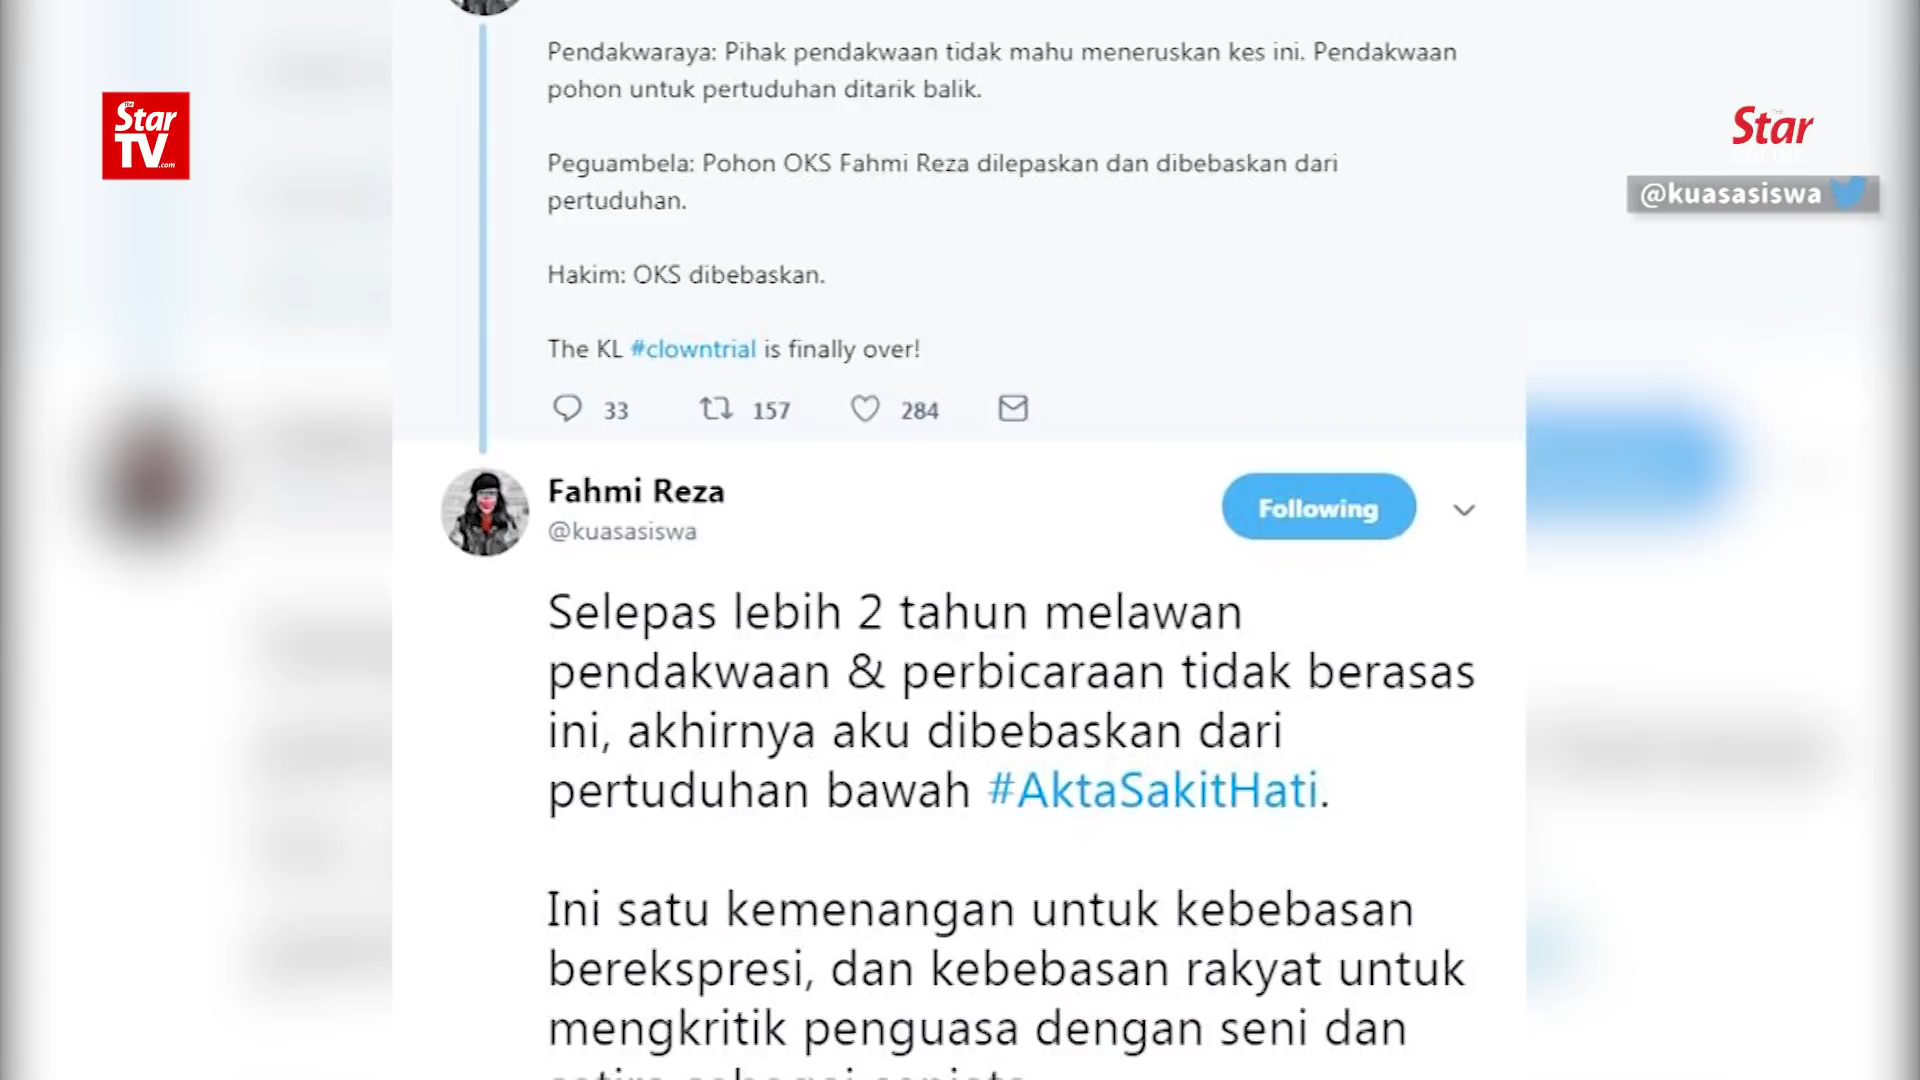 Pendakwaraya: Pihak pendakwaan tidak mahu meneruskan kes ini. Pendakwaan
pohon untuk pertuduhan ditarik balik.
The Star TV.com
The Star
Peguambela: Pohon OKS Fahmi Reza dilepaskan dan dibebaskan dari
pertuduhan.
@kuasasiswa
Hakim: OKS dibebaskan.
The KL #clowntrial is finally over!
33 157 284
Fahmi Reza
@kuasasiswa
Following
Selepas lebih 2 tahun melawan
pendakwaan & perbicaraan tidak berasas
ini, akhirnya aku dibebaskan dari
pertuduhan bawah #AktaSakitHati.
Ini satu kemenangan untuk kebebasan
berekspresi, dan kebebasan rakyat untuk
mengkritik penguasa dengan seni dan